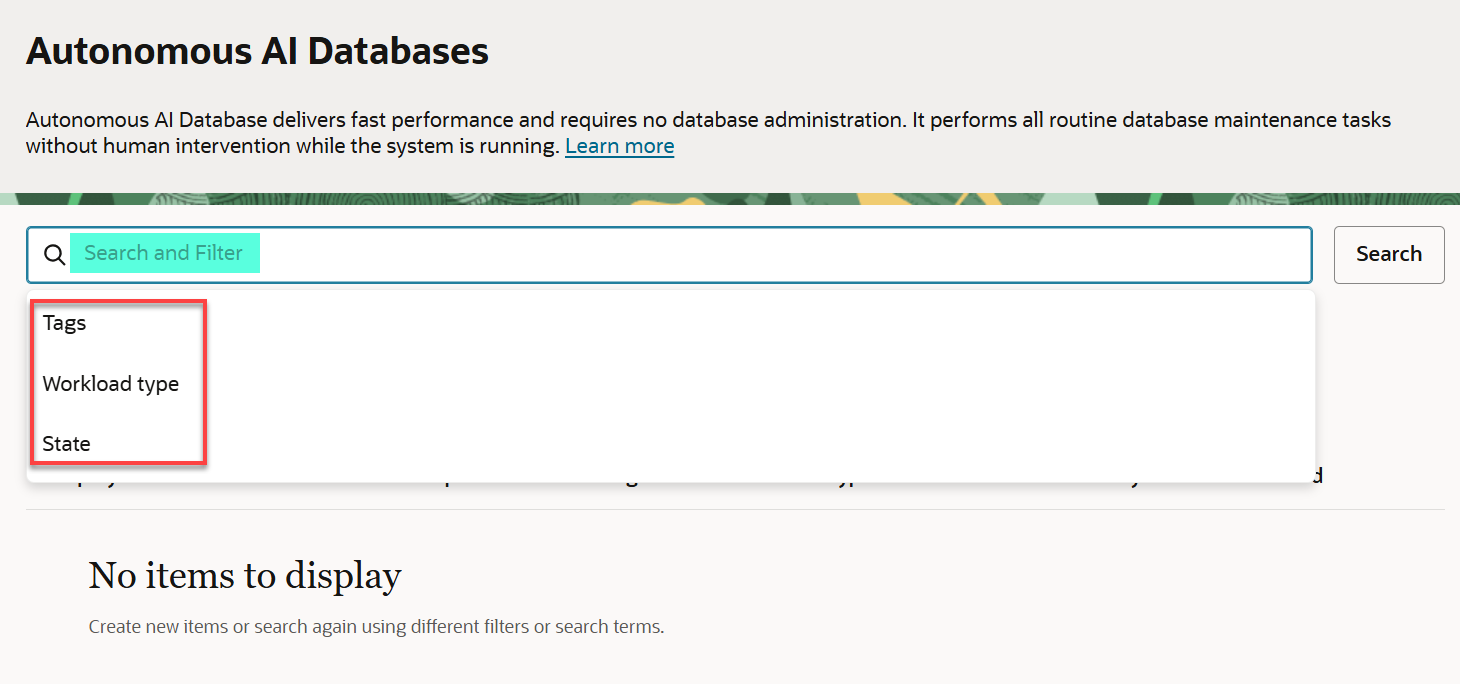 Autonomous AI Databases
Autonomous AI Database delivers fast performance and requires no database administration. It performs all routine database maintenance tasks
without human intervention while the system is running. Learn more
Search and Filter
Search
Tags
Workload type
State
No items to display
Create new items or search again using different filters or search terms.